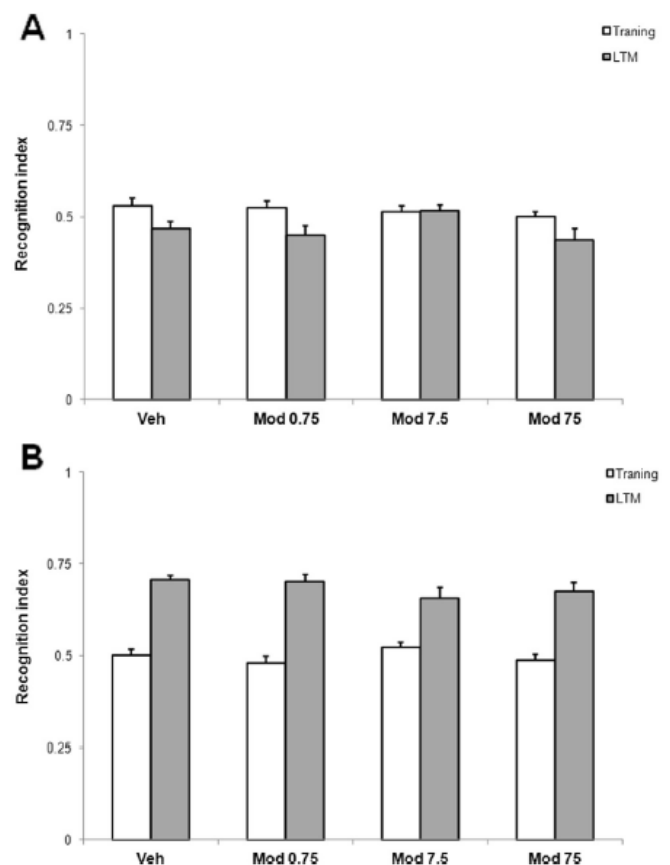 A
1
Traning
LTM
0.75
Recognition index
0.5
0.25
0
Veh
Mod 0.75
Mod 7.5
Mod 75
B
1
Traning
LTM
0.75
Recognition index
0.5
0.25
0
Veh
Mod 0.75
Mod 7.5
Mod 75